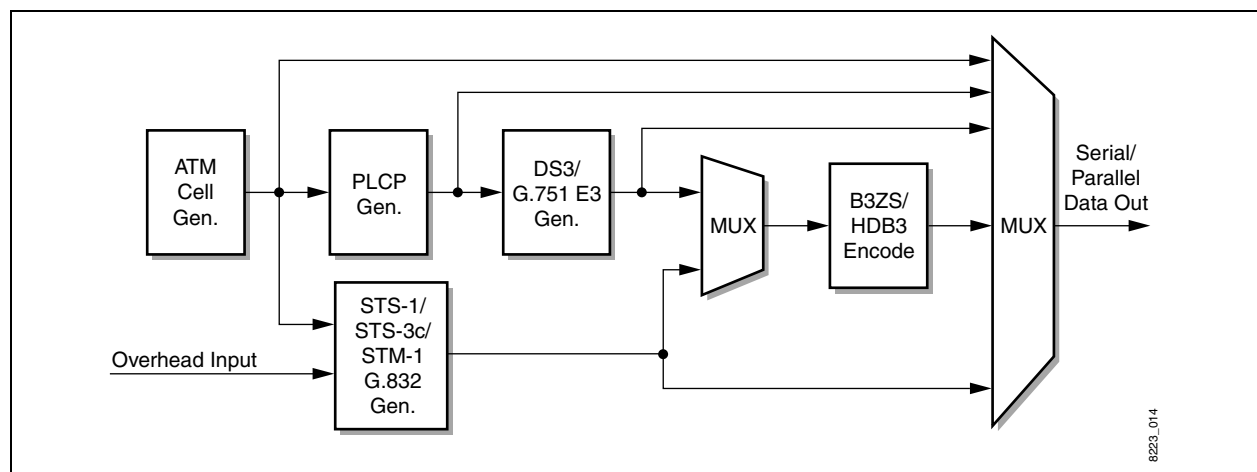 ATM
Cell
Gen.
PLCP
Gen.
DS3/
G.751 E3
Gen.
MUX
B3ZS/
HDB3
Encode
MUX
Serial/
Parallel
Data Out
STS-1/
STS-3c/
STM-1
G.832
Gen.
Overhead Input
8223_014